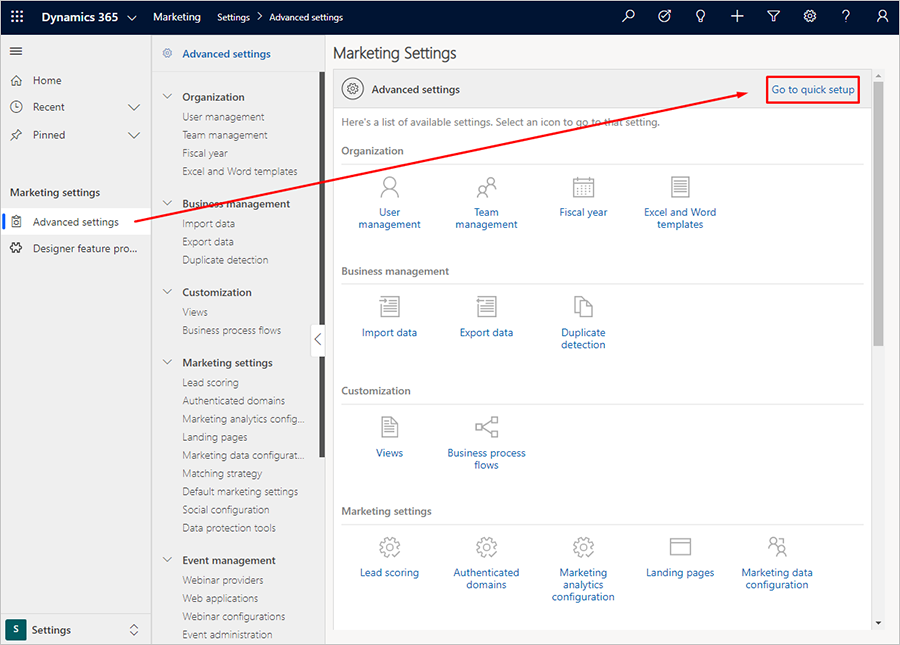 Dynamics 365 Marketing Settings > Advanced settings
Home
Recent
Pinned
Marketing settings
Advanced settings
Designer feature pro...
S Settings
Advanced settings
Organization
User management
Team management
Fiscal year
Excel and Word templates
Business management
Import data
Export data
Duplicate detection
Customization
Views
Business process flows
Marketing settings
Lead scoring
Authenticated domains
Marketing analytics config...
Landing pages
Marketing data configurat...
Matching strategy
Default marketing settings
Social configuration
Data protection tools
Event management
Webinar providers
Web applications
Webinar configurations
Event administration
Marketing Settings
Advanced settings
Go to quick setup
Here's a list of available settings. Select an icon to go to that setting.
Organization
User
management
Team
management
Fiscal year
Excel and Word
templates
Business management
Import data
Export data
Duplicate
detection
Customization
Views
Business process
flows
Marketing settings
Lead scoring
Authenticated
domains
Marketing
analytics
configuration
Landing pages
Marketing data
configuration